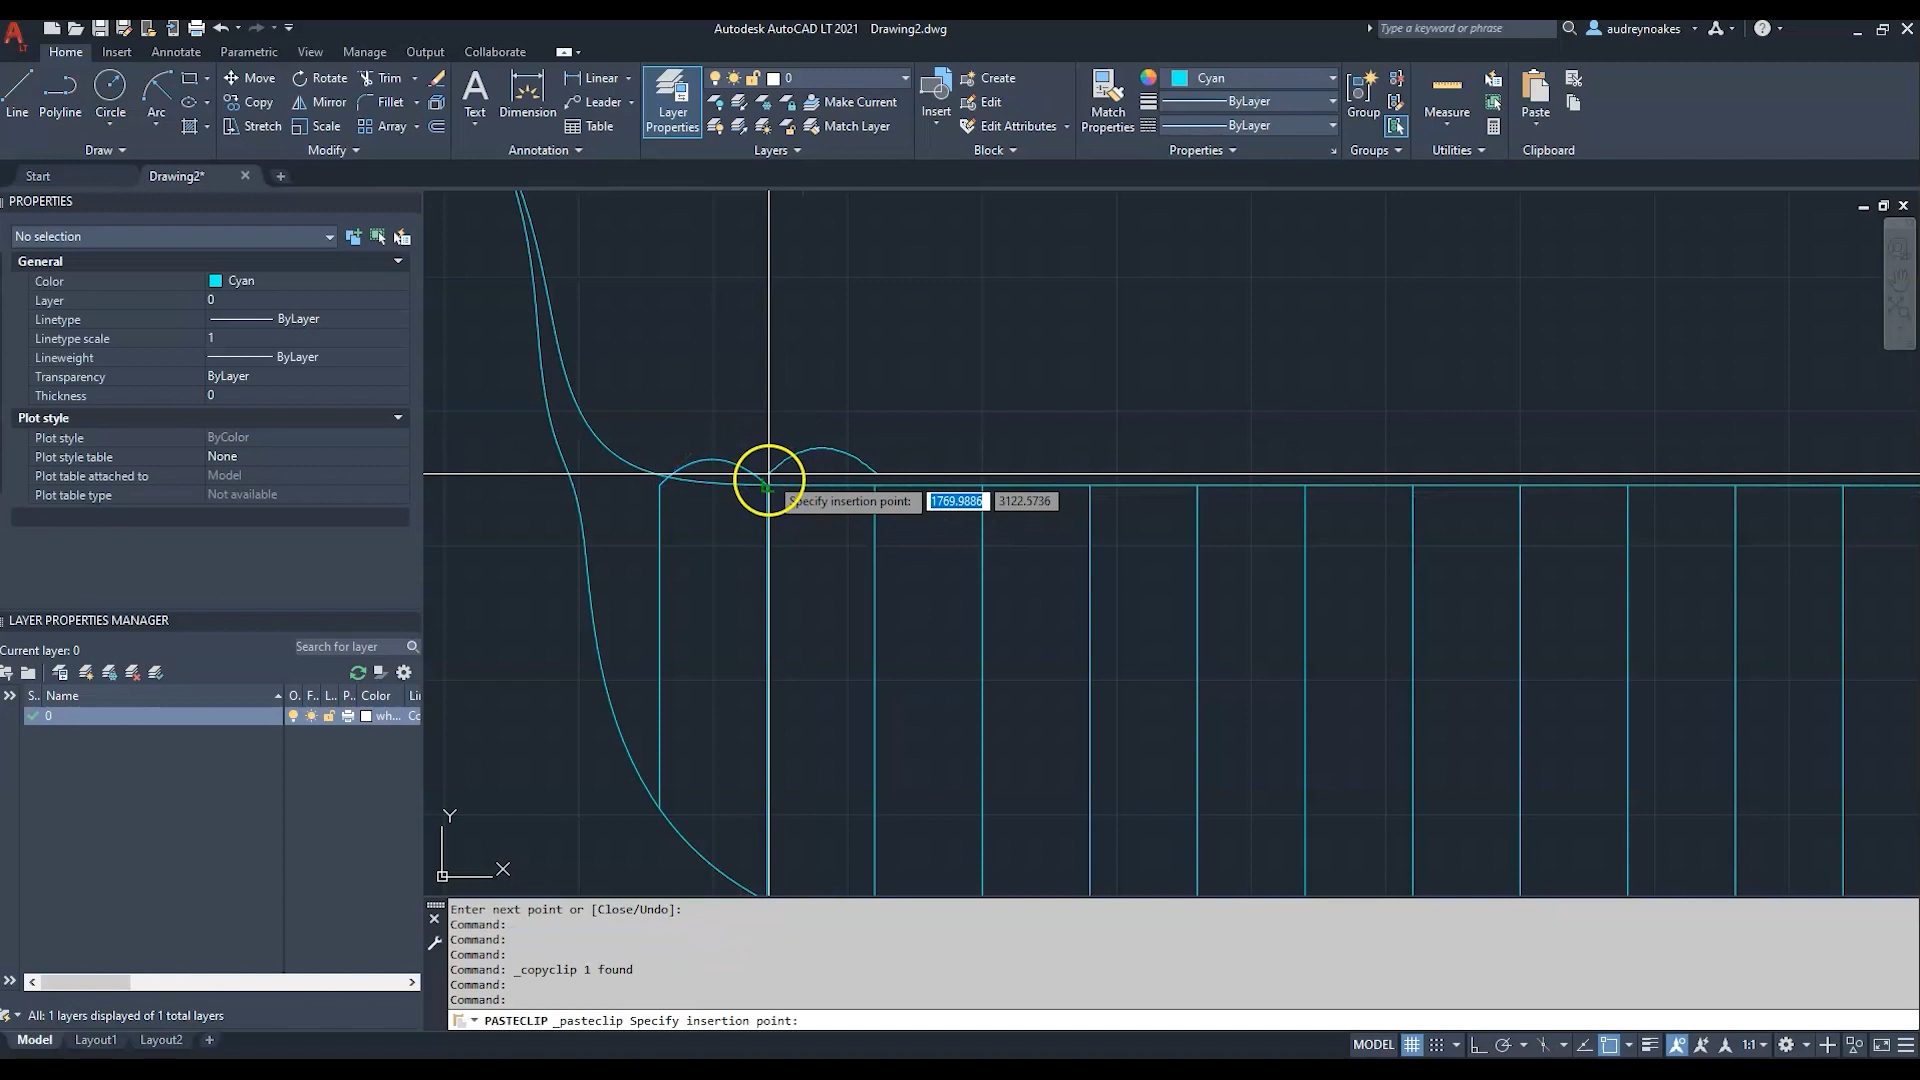 Autodesk AutoCAD LT 2021 Drawing2.dwg
Type a keyword or phrase
audreynoakes
LT
Home Insert Annotate Parametric View Manage Output Collaborate
Line Polyline Circle Arc
Move Rotate Trim
Copy Mirror Fillet
Stretch Scale Array
Text Dimension
Linear
Leader
Table
Layer Properties
0
Make Current
Match Layer
Insert
Create
Edit
Edit Attributes
Match Properties
Cyan
ByLayer
ByLayer
Group
Measure
Paste
Draw Modify Annotation Layers Block Properties Groups Utilities Clipboard
Start Drawing2*
PROPERTIES
No selection
General
Color Cyan
Layer 0
Linetype ByLayer
Linetype scale 1
Lineweight ByLayer
Transparency ByLayer
Thickness 0
Plot style
Plot style ByColor
Plot style table None
Plot table attached to Model
Plot table type Not available
Specify insertion point: 1769.9886 3122.5736
LAYER PROPERTIES MANAGER
Current layer: 0
Search for layer
S.. Name O. F.. L.. P.. Color Li
0 wh... Co
All: 1 layers displayed of 1 total layers
Y
X
Enter next point or [Close/Undo]:
Command:
Command:
Command:
Command: _copyclip 1 found
Command:
Command:
PASTECLIP _pasteclip Specify insertion point:
Model Layout1 Layout2
MODEL 1:1